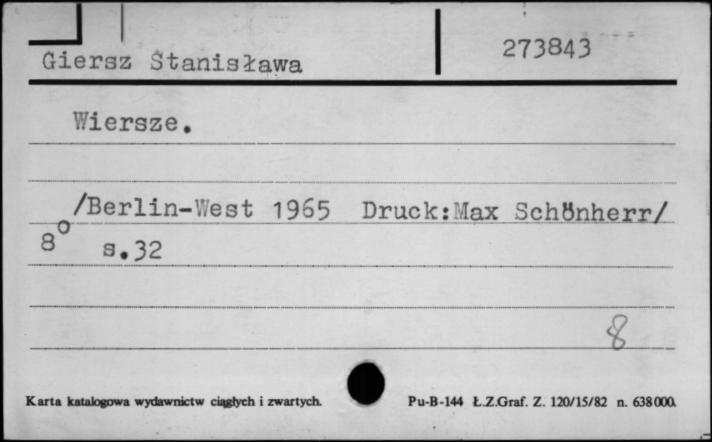 Giersz Stanisława 273843
Wiersze.
/Berlin-West 1965 Druck:Max Schönherr/
8° s.32
8
Karta katalogowa wydawnictw ciągłych i zwartych. Pu-B-144 Ł.Z.Graf. Z. 120/15/82 n. 638000.